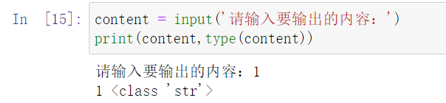 In [15]: content = input('请输入要输出的内容：')
print(content,type(content))
请输入要输出的内容：1
1 <class 'str'>